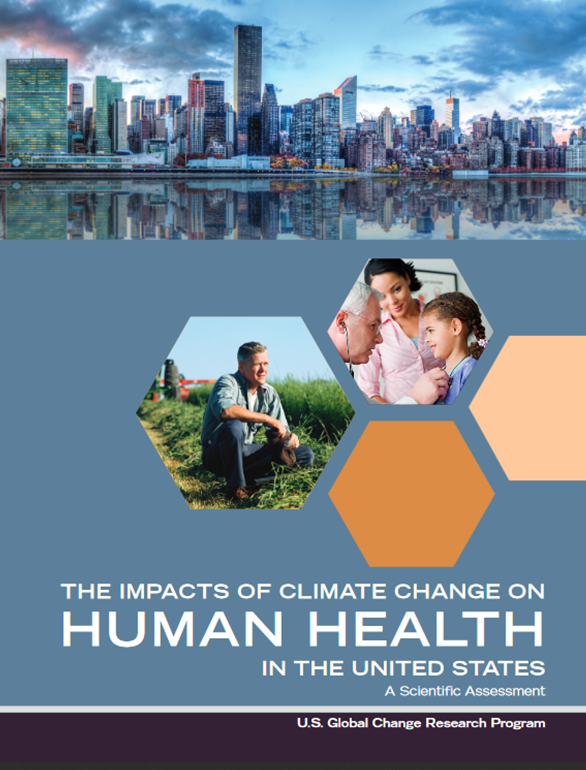 THE IMPACTS OF CLIMATE CHANGE ON
HUMAN HEALTH
IN THE UNITED STATES
A Scientific Assessment
U.S. Global Change Research Program